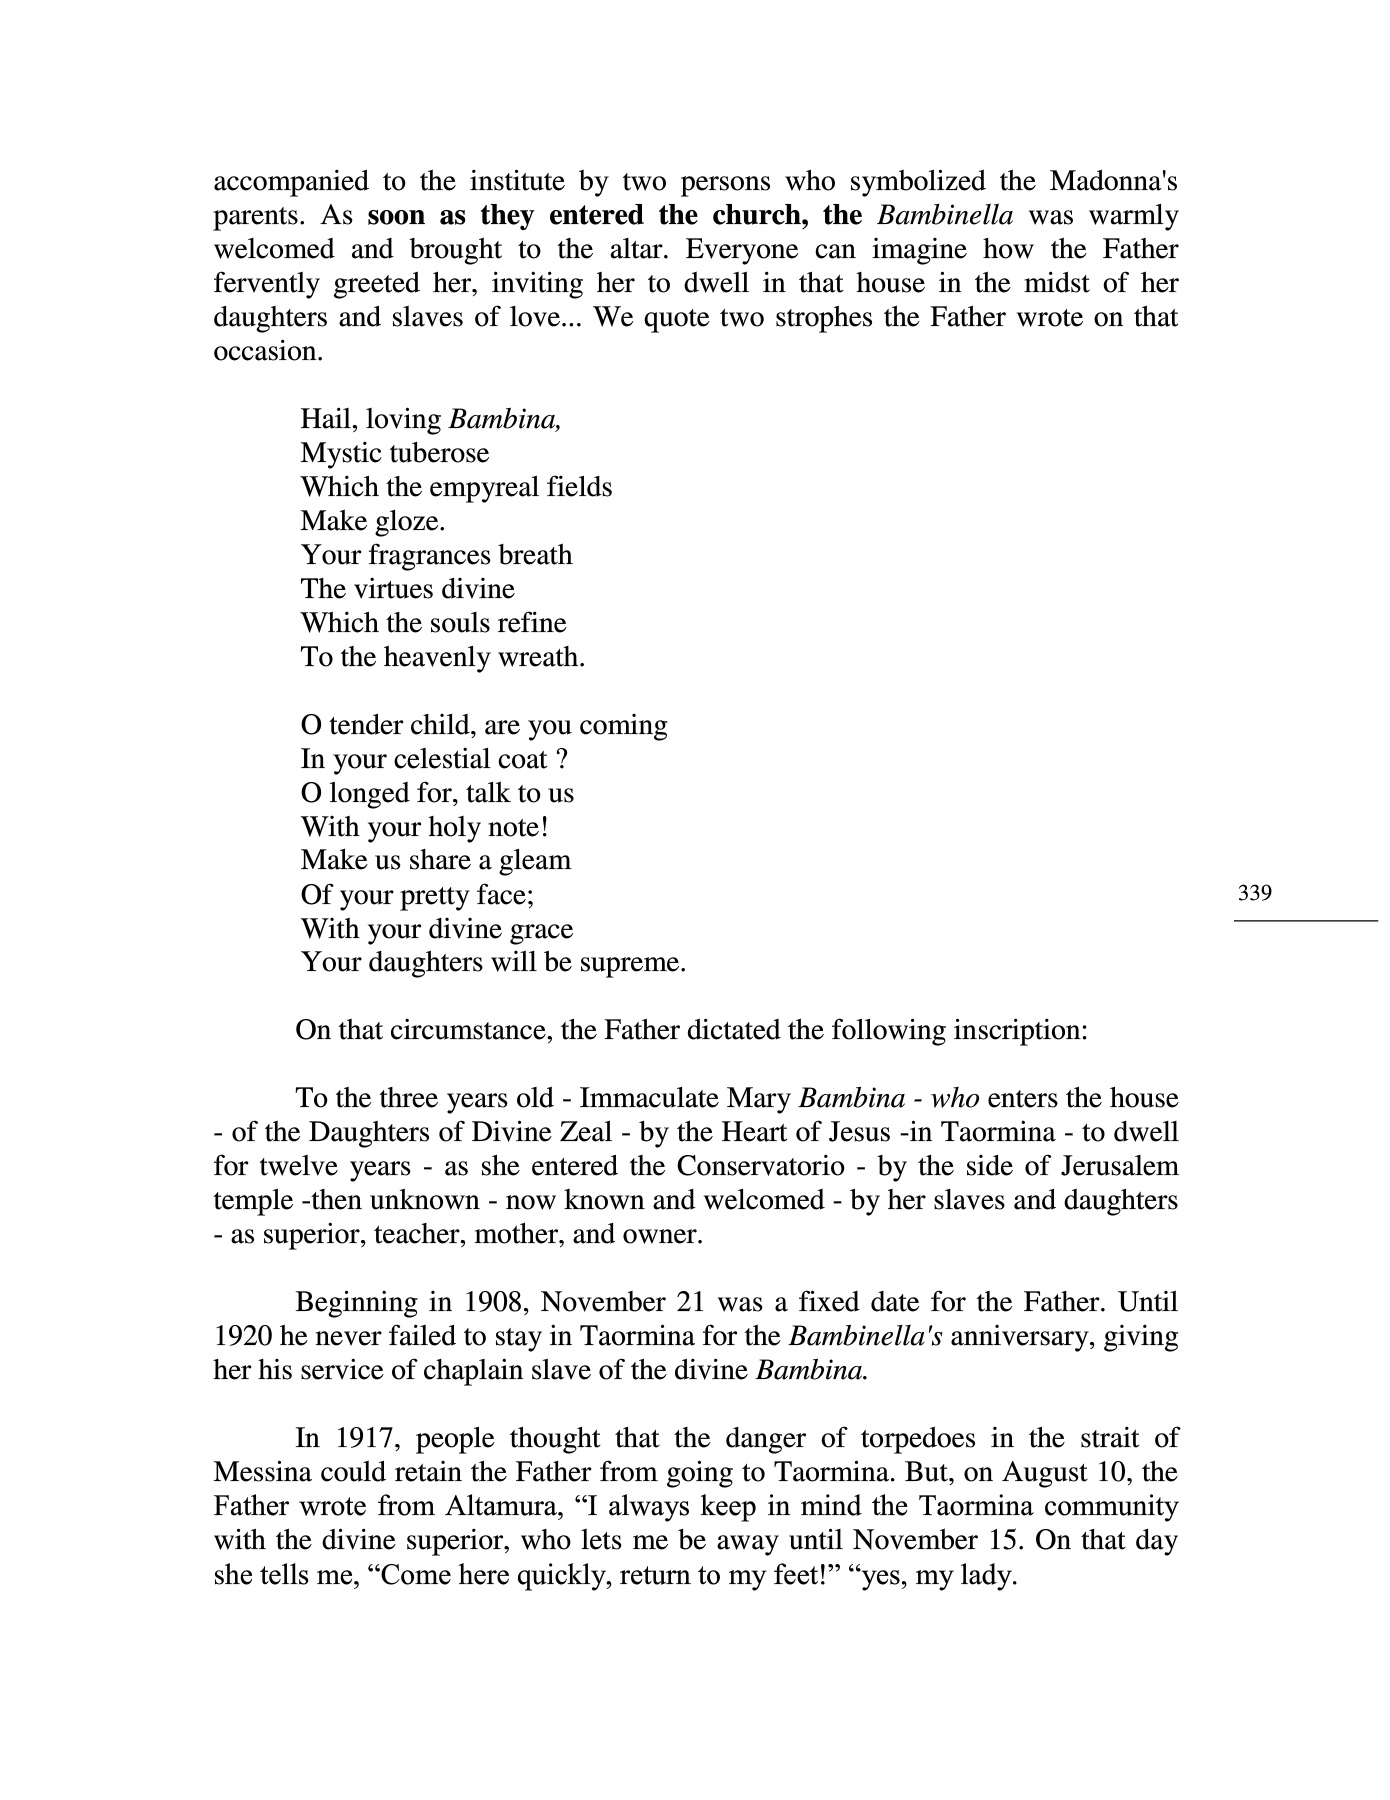 accompanied to the institute by two persons who symbolized the Madonna's
parents. As soon as they entered the church, the Bambinella was warmly
welcomed and brought to the altar. Everyone can imagine how the Father
fervently greeted her, inviting her to dwell in that house in the midst of her
daughters and slaves of love... We quote two strophes the Father wrote on that
occasion.
Hail, loving Bambina,
Mystic tuberose
Which the empyreal fields
Make gloze.
Your fragrances breath
The virtues divine
Which the souls refine
To the heavenly wreath.
O tender child, are you coming
In your celestial coat ?
O longed for, talk to us
With your holy note!
Make us share a gleam
Of your pretty face;
With your divine grace
Your daughters will be supreme.
339
On that circumstance, the Father dictated the following inscription:
To the three years old - Immaculate Mary Bambina - who enters the house
- of the Daughters of Divine Zeal - by the Heart of Jesus -in Taormina - to dwell
for twelve years - as she entered the Conservatorio - by the side of Jerusalem
temple -then unknown - now known and welcomed - by her slaves and daughters
- as superior, teacher, mother, and owner.
Beginning in 1908, November 21 was a fixed date for the Father. Until
1920 he never failed to stay in Taormina for the Bambinella's anniversary, giving
her his service of chaplain slave of the divine Bambina.
In 1917, people thought that the danger of torpedoes in the strait of
Messina could retain the Father from going to Taormina. But, on August 10, the
Father wrote from Altamura, “I always keep in mind the Taormina community
with the divine superior, who lets me be away until November 15. On that day
she tells me, “Come here quickly, return to my feet!” “yes, my lady.